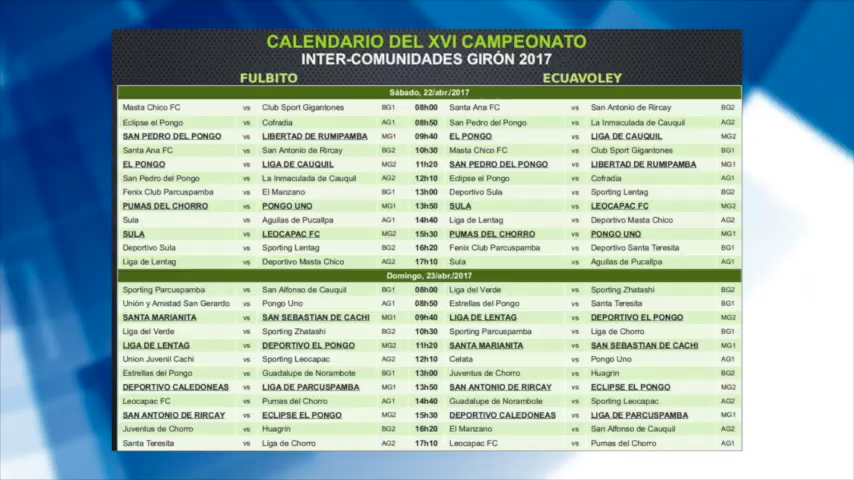 CALENDARIO DEL XVI CAMPEONATO
INTER-COMUNIDADES GIRÓN 2017
FULBITO ECUAVOLEY
Sábado, 22/abr./2017
Masta Chico FC vs Club Sport Gigantones BG1 08h00 Santa Ana FC vs San Antonio de Rircay BG2
Eclipse el Pongo vs Cofradia AG1 08h50 San Pedro del Pongo vs La Inmaculada de Cauquil AG2
SAN PEDRO DEL PONGO vs LIBERTAD DE RUMIPAMBA MG1 09h40 EL PONGO vs LIGA DE CAUQUIL MG2
Santa Ana FC vs San Antonio de Rircay BG2 10h30 Masta Chico FC vs Club Sport Gigantones BG1
EL PONGO vs LIGA DE CAUQUIL MG2 11h20 SAN PEDRO DEL PONGO vs LIBERTAD DE RUMIPAMBA MG1
San Pedro del Pongo vs La Inmaculada de Cauquil AG2 12h10 Eclipse el Pongo vs Cofradia AG1
Fenix Club Parcuspamba vs El Manzano BG1 13h00 Deportivo Sula vs Sporting Lentag BG2
PUMAS DEL CHORRO vs PONGO UNO MG1 13h50 SULA vs LEOCAPAC FC MG2
Sula vs Aguilas de Pucallpa AG1 14h40 Liga de Lentag vs Deportivo Masta Chico AG2
SULA vs LEOCAPAC FC MG2 15h30 PUMAS DEL CHORRO vs PONGO UNO MG1
Deportivo Sula vs Sporting Lentag BG2 16h20 Fenix Club Parcuspamba vs Deportivo Santa Teresita BG1
Liga de Lentag vs Deportivo Masta Chico AG2 17h10 Sula vs Aguilas de Pucallpa AG1
Domingo, 23/abr./2017
Sporting Parcuspamba vs San Alfonso de Cauquil BG1 08h00 Liga del Verde vs Sporting Zhatashi BG2
Unión y Amistad San Gerardo vs Pongo Uno AG1 08h50 Estrellas del Pongo vs Santa Teresita BG1
SANTA MARIANITA vs SAN SEBASTIAN DE CACHI MG1 09h40 LIGA DE LENTAG vs DEPORTIVO EL PONGO MG2
Liga del Verde vs Sporting Zhatashi BG2 10h30 Sporting Parcuspamba vs Liga de Chorro BG1
LIGA DE LENTAG vs DEPORTIVO EL PONGO MG2 11h20 SANTA MARIANITA vs SAN SEBASTIAN DE CACHI MG1
Union Juvenil Cachi vs Sporting Leocapac AG2 12h10 Celata vs Pongo Uno AG1
Estrellas del Pongo vs Guadalupe de Norambote BG1 13h00 Juventus de Chorro vs Huagrin BG2
DEPORTIVO CALEDONEAS vs LIGA DE PARCUSPAMBA MG1 13h50 SAN ANTONIO DE RIRCAY vs ECLIPSE EL PONGO MG2
Leocapac FC vs Pumas del Chorro AG1 14h40 Guadalupe de Norambote vs Sporting Leocapac AG2
SAN ANTONIO DE RIRCAY vs ECLIPSE EL PONGO MG2 15h30 DEPORTIVO CALEDONEAS vs LIGA DE PARCUSPAMBA MG1
Juventus de Chorro vs Huagrin BG2 16h20 El Manzano vs San Alfonso de Cauquil AG2
Santa Teresita vs Liga de Chorro AG2 17h10 Leocapac FC vs Pumas del Chorro AG1